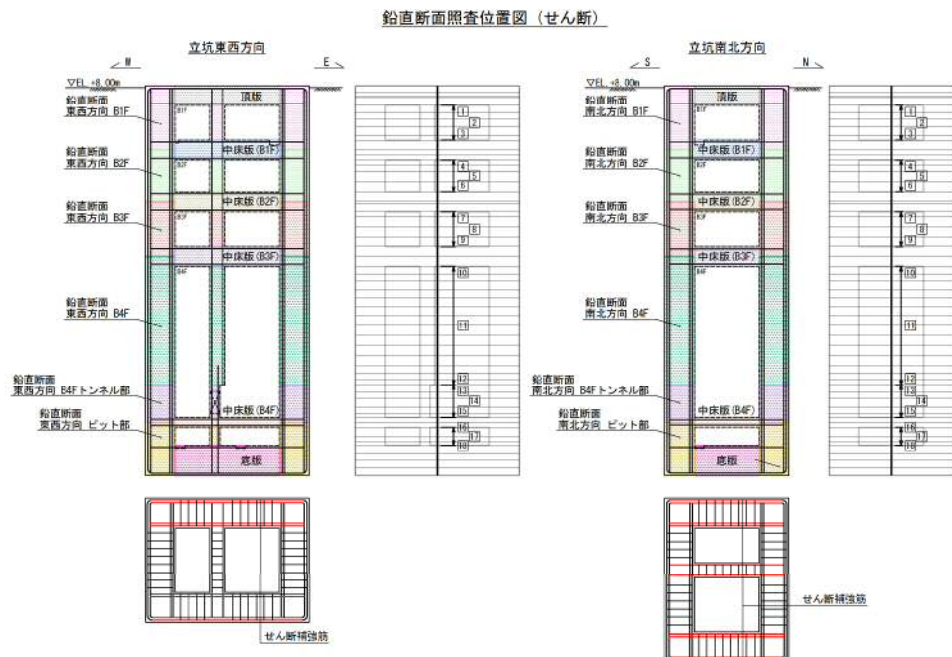 鉛直断面照査位置図（せん断）
立坑東西方向
W
E
▽EL +8.00m
頂版
鉛直断面
東西方向 B1F
B1F
中床版(B1F)
鉛直断面
東西方向 B2F
B2F
中床版(B2F)
鉛直断面
東西方向 B3F
B3F
中床版(B3F)
B4F
鉛直断面
東西方向 B4F
鉛直断面
東西方向 B4Fトンネル部
中床版(B4F)
鉛直断面
東西方向 ピット部
底版
1
2
3
4
5
6
7
8
9
10
11
12
13
14
15
16
17
18
せん断補強筋
立坑南北方向
S
N
▽EL +8.00m
頂版
鉛直断面
南北方向 B1F
B1F
中床版(B1F)
鉛直断面
南北方向 B2F
B2F
中床版(B2F)
鉛直断面
南北方向 B3F
B3F
中床版(B3F)
B4F
鉛直断面
南北方向 B4F
鉛直断面
南北方向 B4Fトンネル部
中床版(B4F)
鉛直断面
南北方向 ピット部
底版
1
2
3
4
5
6
7
8
9
10
11
12
13
14
15
16
17
18
せん断補強筋